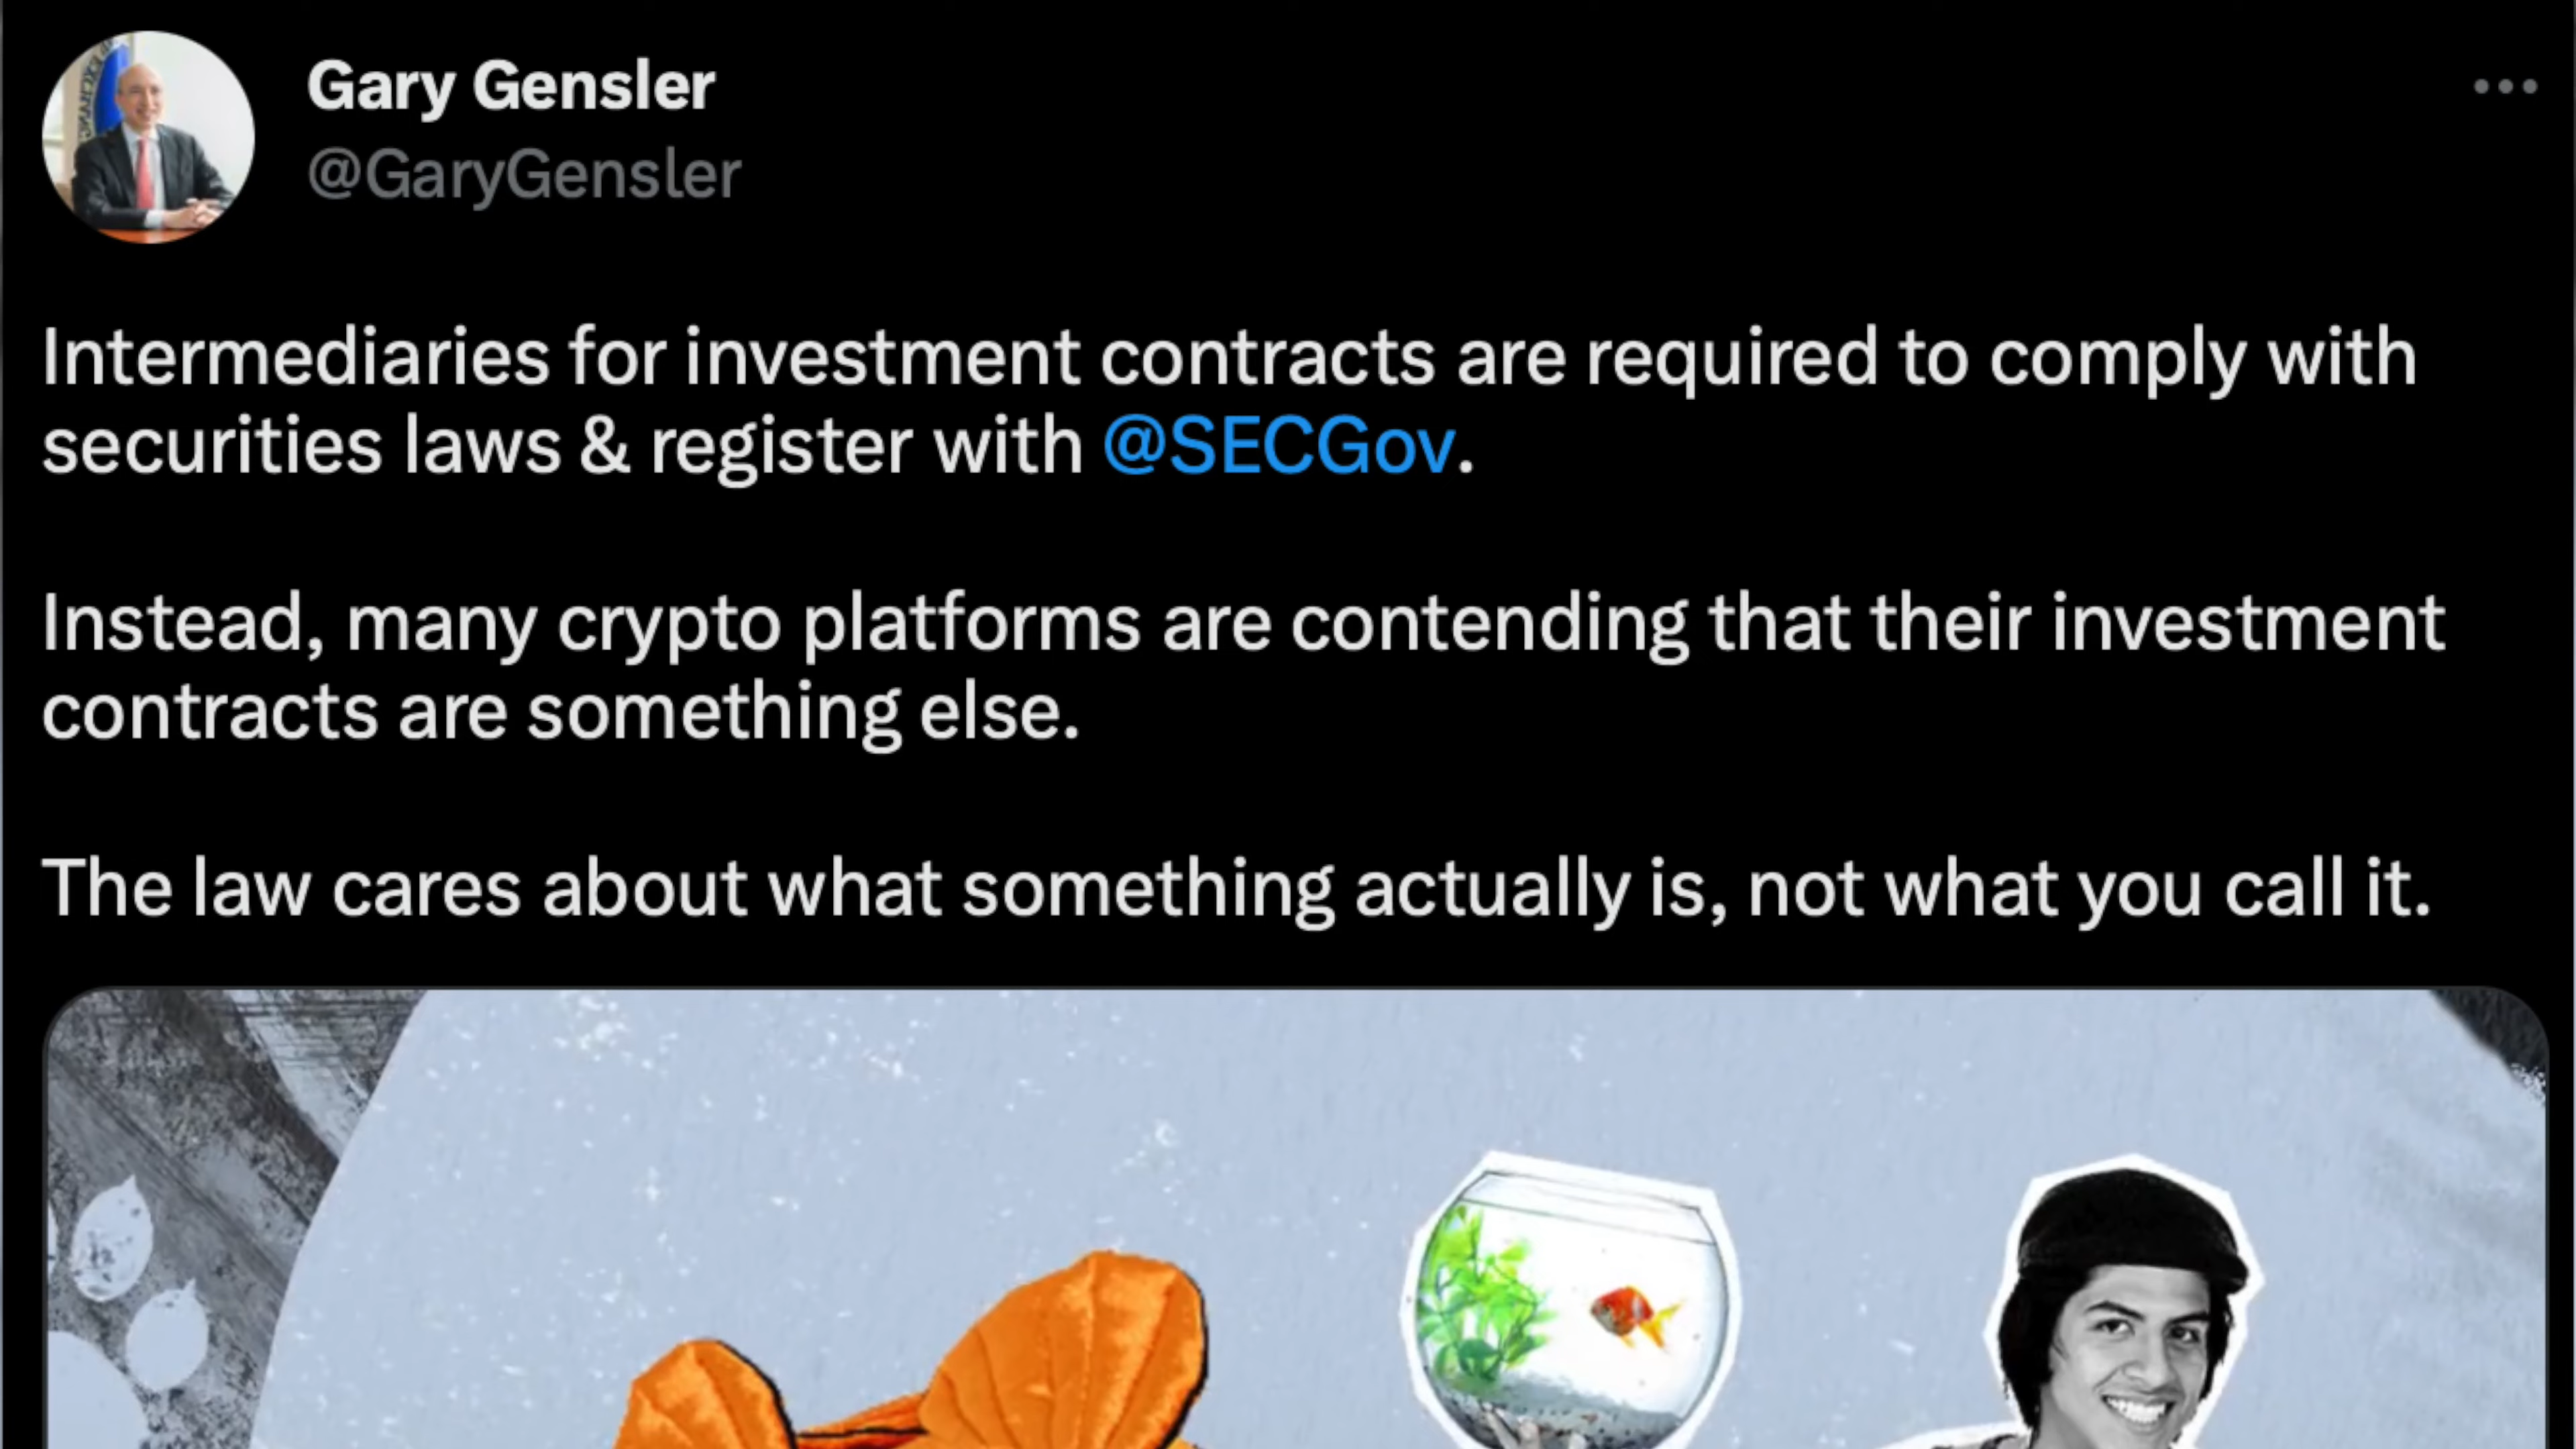 Gary Gensler
@GaryGensler
Intermediaries for investment contracts are required to comply with
securities laws & register with @SECGov.
Instead, many crypto platforms are contending that their investment
contracts are something else.
The law cares about what something actually is, not what you call it.